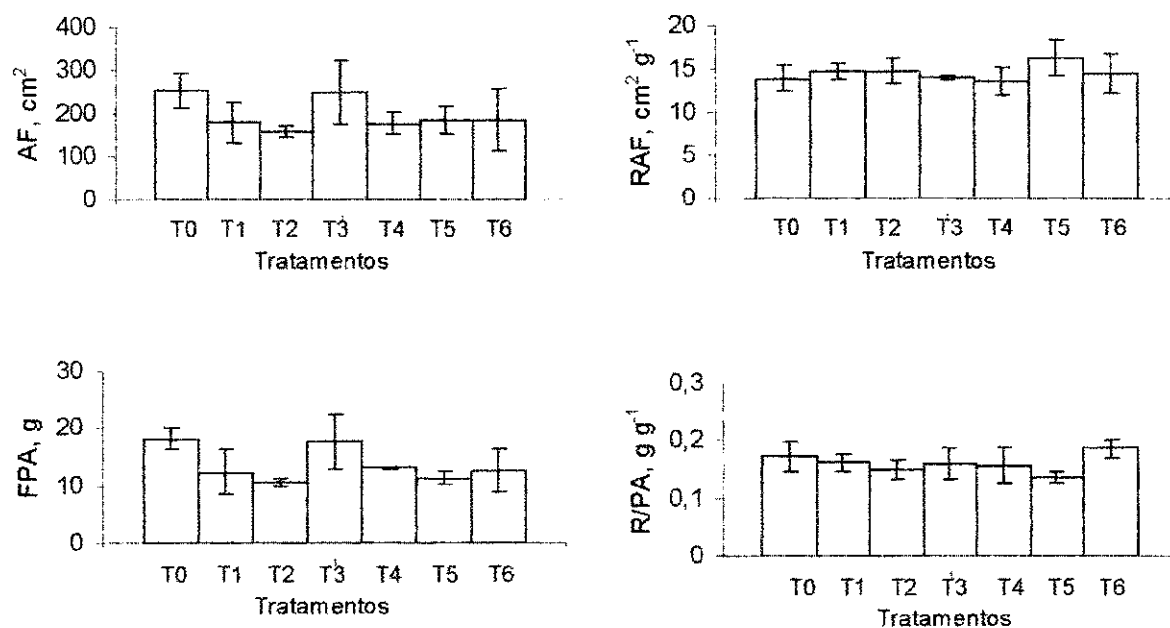 AF, cm²
400
300
200
100
0
T0 T1 T2 T3 T4 T5 T6
Tratamentos
RAF, cm² g⁻¹
20
15
10
5
0
T0 T1 T2 T3 T4 T5 T6
Tratamentos
FPA, g
30
20
10
0
T0 T1 T2 T3 T4 T5 T6
Tratamentos
R/PA, g g⁻¹
0,3
0,2
0,1
0
T0 T1 T2 T3 T4 T5 T6
Tratamentos